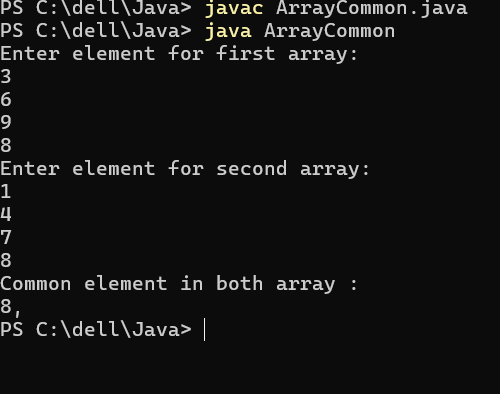 PS C:\dell\Java> javac ArrayCommon.java
PS C:\dell\Java> java ArrayCommon
Enter element for first array:
3
6
9
8
Enter element for second array:
1
4
7
8
Common element in both array :
8,
PS C:\dell\Java>